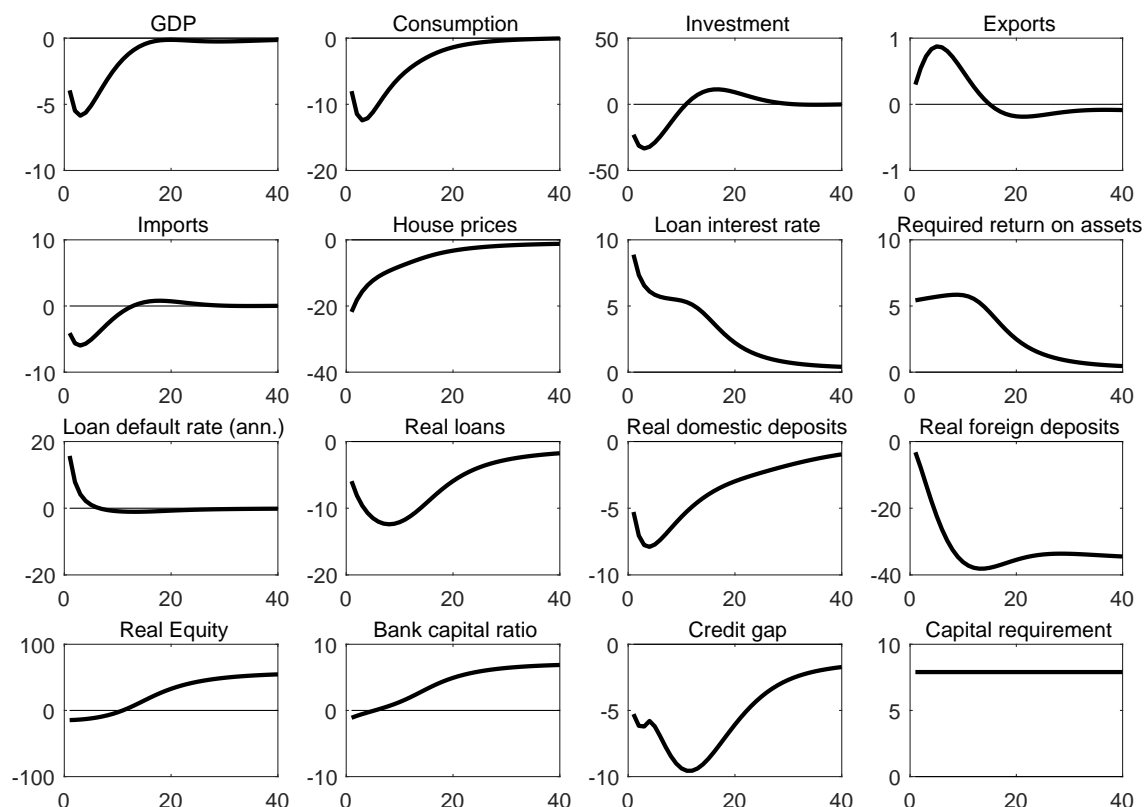 GDP
Consumption
Investment
Exports
0
-5
-10
0 20 40
0
-10
-20
0 20 40
50
0
-50
0 20 40
1
0
-1
0 20 40
Imports
House prices
Loan interest rate
Required return on assets
10
0
-10
0 20 40
0
-20
-40
0 20 40
10
5
0
0 20 40
10
5
0
0 20 40
Loan default rate (ann.)
Real loans
Real domestic deposits
Real foreign deposits
20
0
-20
0 20 40
0
-10
-20
0 20 40
0
-5
-10
0 20 40
0
-20
-40
0 20 40
Real Equity
Bank capital ratio
Credit gap
Capital requirement
100
0
-100
0 20 40
10
0
-10
0 20 40
0
-5
-10
0 20 40
10
5
0
0 20 40